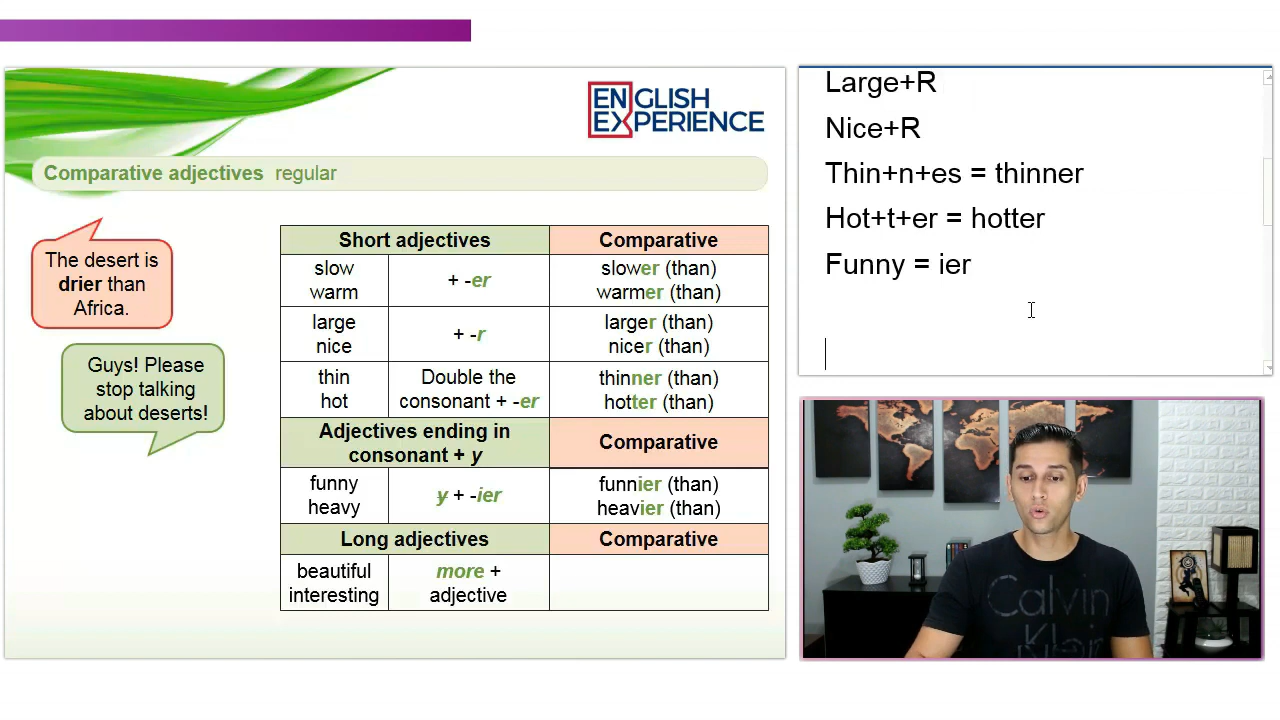 ENGLISH
EXPERIENCE
Comparative adjectives regular
The desert is
drier than
Africa.
Guys! Please
stop talking
about deserts!
Short adjectives
Comparative
slow
warm
+ -er
slower (than)
warmer (than)
large
nice
+ -r
larger (than)
nicer (than)
thin
hot
Double the
consonant + -er
thinner (than)
hotter (than)
Adjectives ending in
consonant + y
Comparative
funny
heavy
y + -ier
funnier (than)
heavier (than)
Long adjectives
Comparative
beautiful
interesting
more +
adjective
Large+R
Nice+R
Thin+n+es = thinner
Hot+t+er = hotter
Funny = ier
Calvin
Klein